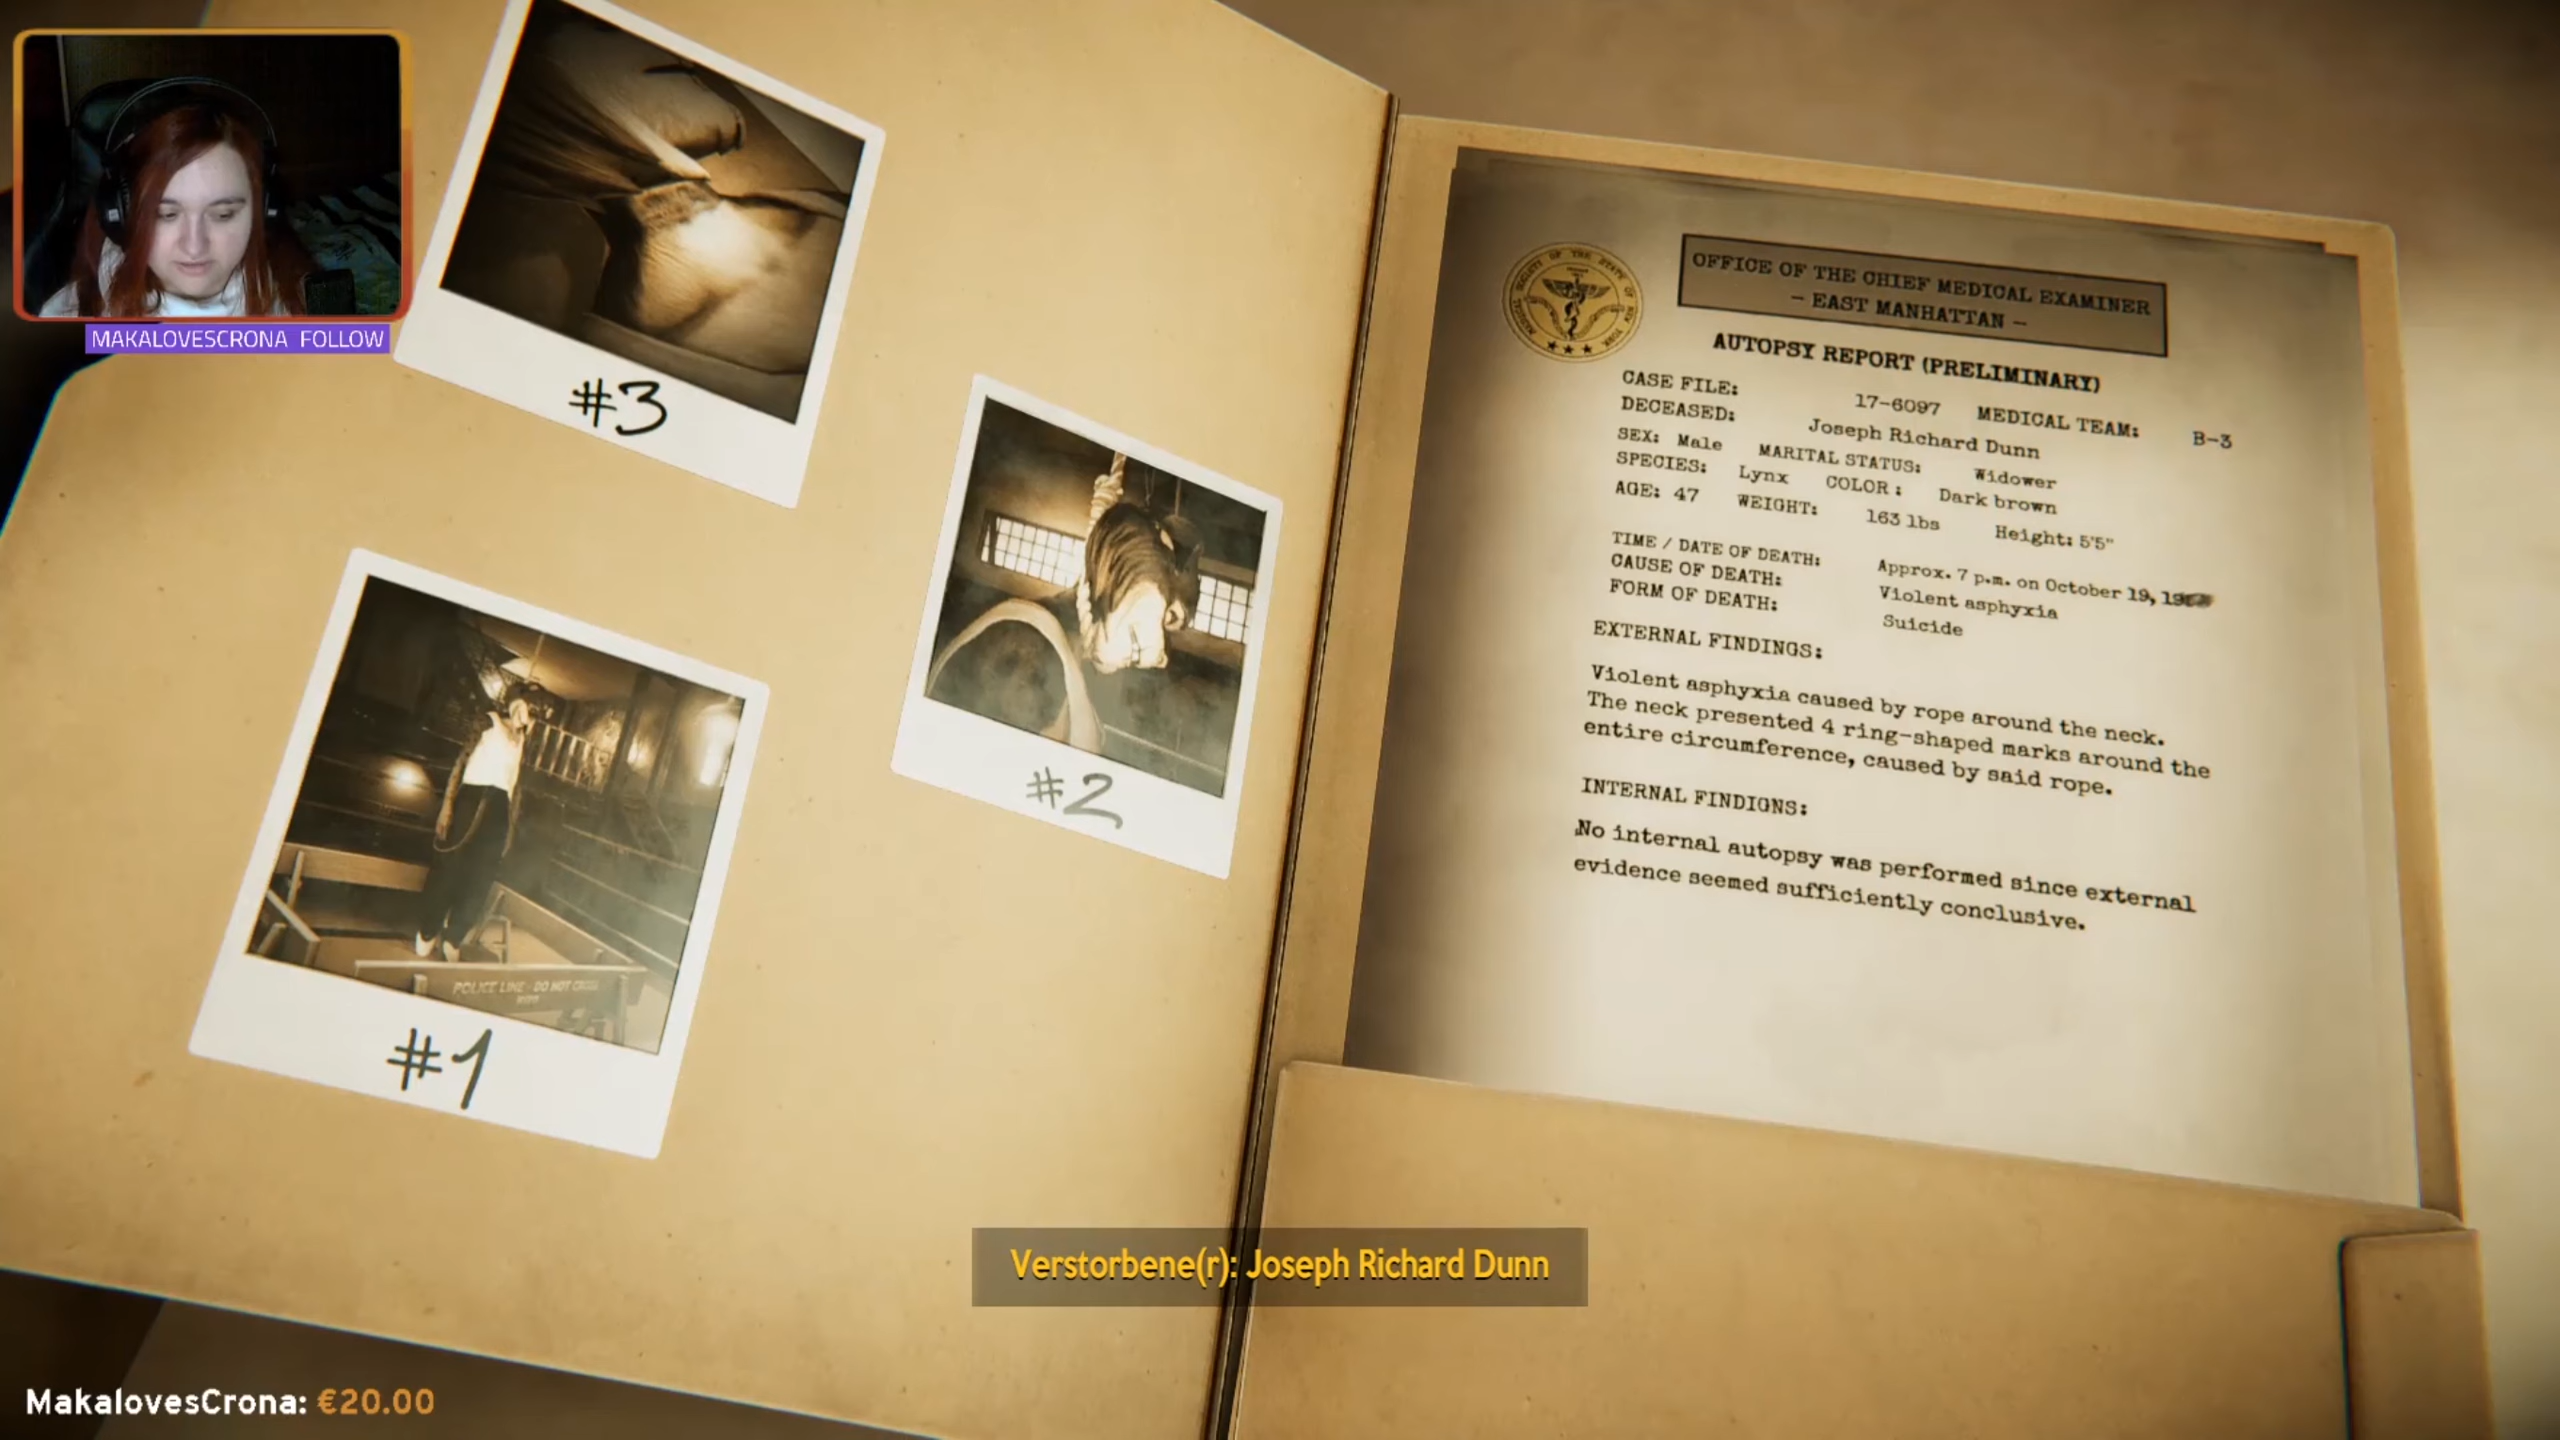 MAKALOVESCRONA FOLLOW
#3
#2
#1
POLICE LINE - DO NOT CROSS
OFFICE OF THE CHIEF MEDICAL EXAMINER
- EAST MANHATTAN -
AUTOPSY REPORT (PRELIMINARY)
CASE FILE: 17-6097 MEDICAL TEAM: B-3
DECEASED: Joseph Richard Dunn
SEX: Male MARITAL STATUS: Widower
SPECIES: Lynx COLOR: Dark brown
AGE: 47 WEIGHT: 163 lbs Height: 5'5"
TIME / DATE OF DEATH: Approx. 7 p.m. on October 19,
CAUSE OF DEATH: Violent asphyxia
FORM OF DEATH: Suicide
EXTERNAL FINDINGS:
Violent asphyxia caused by rope around the neck.
The neck presented 4 ring-shaped marks around the
entire circumference, caused by said rope.
INTERNAL FINDIGNS:
No internal autopsy was performed since external
evidence seemed sufficiently conclusive.
Verstorbene(r): Joseph Richard Dunn
MakalovesCrona: €20.00